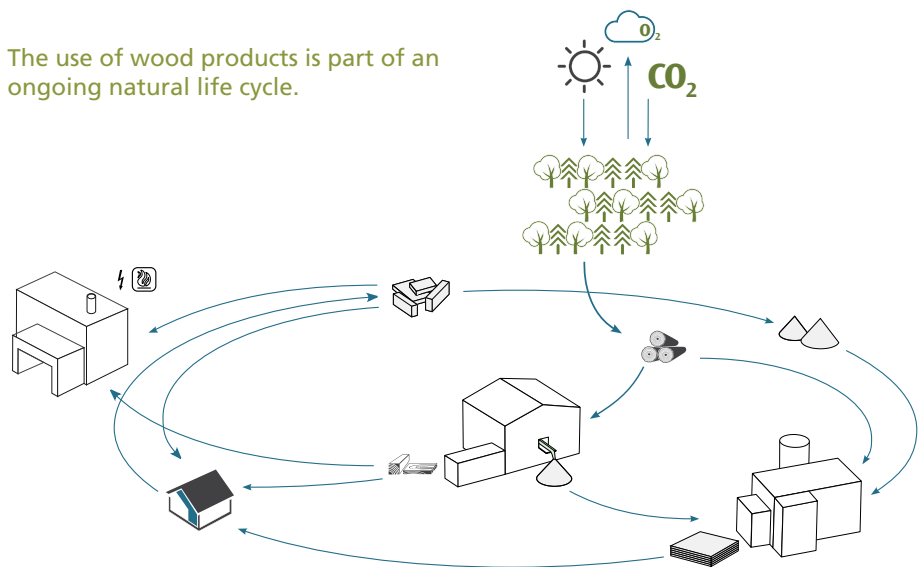 The use of wood products is part of an
ongoing natural life cycle.
O₂
CO₂